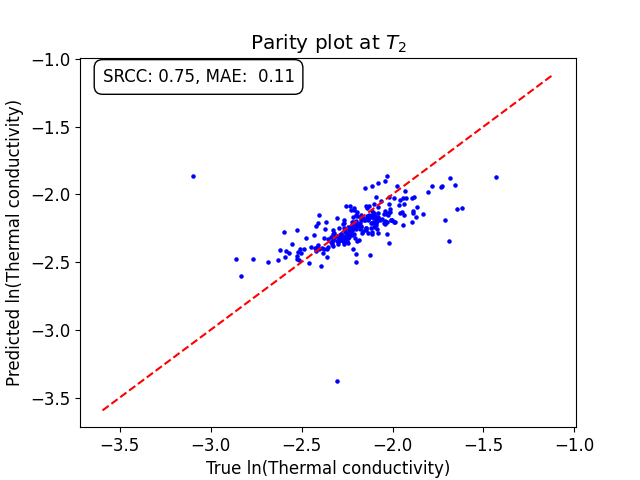 Parity plot at T₂
SRCC: 0.75, MAE:  0.11
Predicted ln(Thermal conductivity)
−1.0
−1.5
−2.0
−2.5
−3.0
−3.5
−3.5 −3.0 −2.5 −2.0 −1.5 −1.0
True ln(Thermal conductivity)